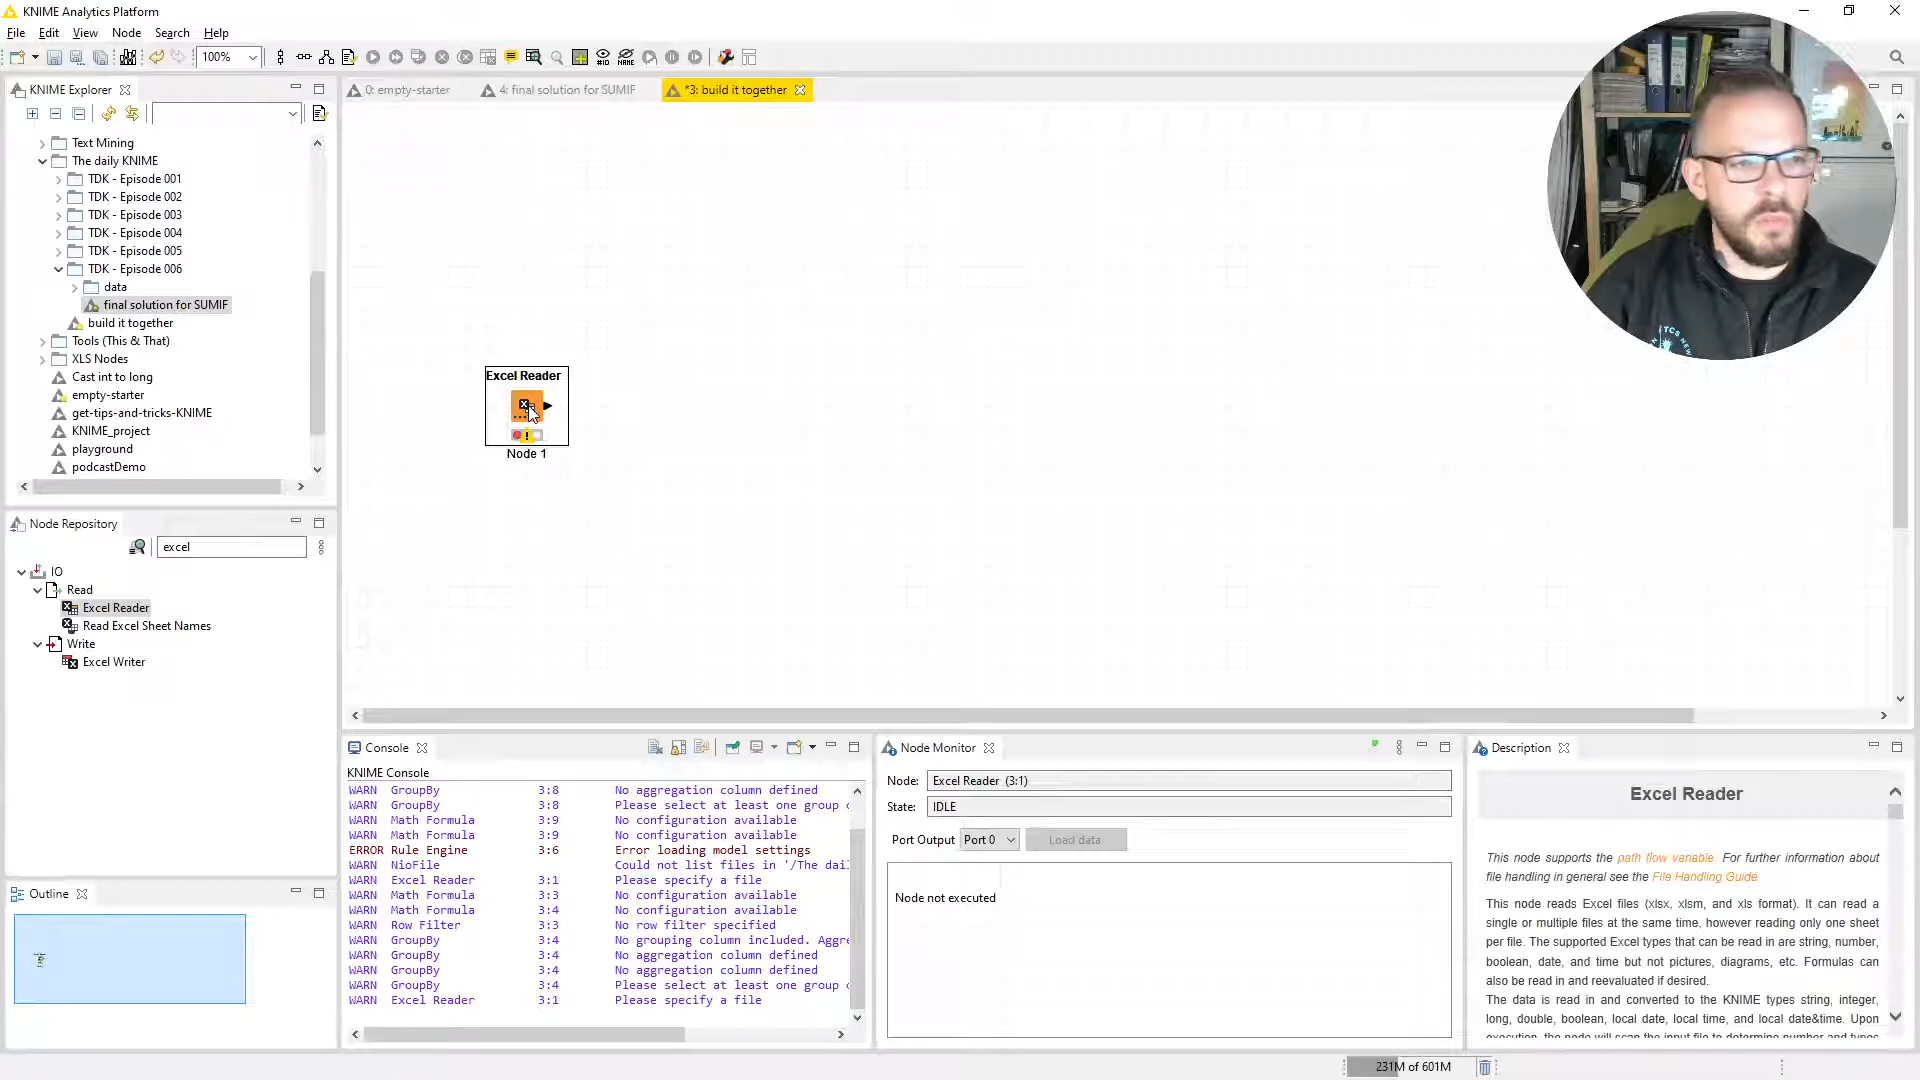 KNIME Analytics Platform
File Edit View Node Search Help
100%
#ID NAME
KNIME Explorer
Text Mining
The daily KNIME
TDK - Episode 001
TDK - Episode 002
TDK - Episode 003
TDK - Episode 004
TDK - Episode 005
TDK - Episode 006
data
final solution for SUMIF
build it together
Tools (This & That)
XLS Nodes
Cast int to long
empty-starter
get-tips-and-tricks-KNIME
KNIME_project
playground
podcastDemo
0: empty-starter
4: final solution for SUMIF
*3: build it together
Excel Reader
Node 1
TCS
NEW
Node Repository
excel
IO
Read
Excel Reader
Read Excel Sheet Names
Write
Excel Writer
Outline
Console
KNIME Console
WARN GroupBy 3:8 No aggregation column defined
WARN GroupBy 3:8 Please select at least one group c
WARN Math Formula 3:9 No configuration available
WARN Math Formula 3:9 No configuration available
ERROR Rule Engine 3:6 Error loading model settings
WARN NioFile Could not list files in '/The dai
WARN Excel Reader 3:1 Please specify a file
WARN Math Formula 3:3 No configuration available
WARN Math Formula 3:4 No configuration available
WARN Row Filter 3:3 No row filter specified
WARN GroupBy 3:4 No grouping column included. Aggre
WARN GroupBy 3:4 No aggregation column defined
WARN GroupBy 3:4 No aggregation column defined
WARN GroupBy 3:4 Please select at least one group c
WARN Excel Reader 3:1 Please specify a file
Node Monitor
Node: Excel Reader (3:1)
State: IDLE
Port Output Port 0 Load data
Node not executed
Description
Excel Reader
This node supports the path flow variable. For further information about
file handling in general see the File Handling Guide.
This node reads Excel files (xlsx, xlsm, and xls format). It can read a
single or multiple files at the same time, however reading only one sheet
per file. The supported Excel types that can be read in are string, number,
boolean, date, and time but not pictures, diagrams, etc. Formulas can
also be read in and reevaluated if desired.
The data is read in and converted to the KNIME types string, integer,
long, double, boolean, local date, local time, and local date&time. Upon
execution, the node will scan the input file to determine number and types
231M of 601M